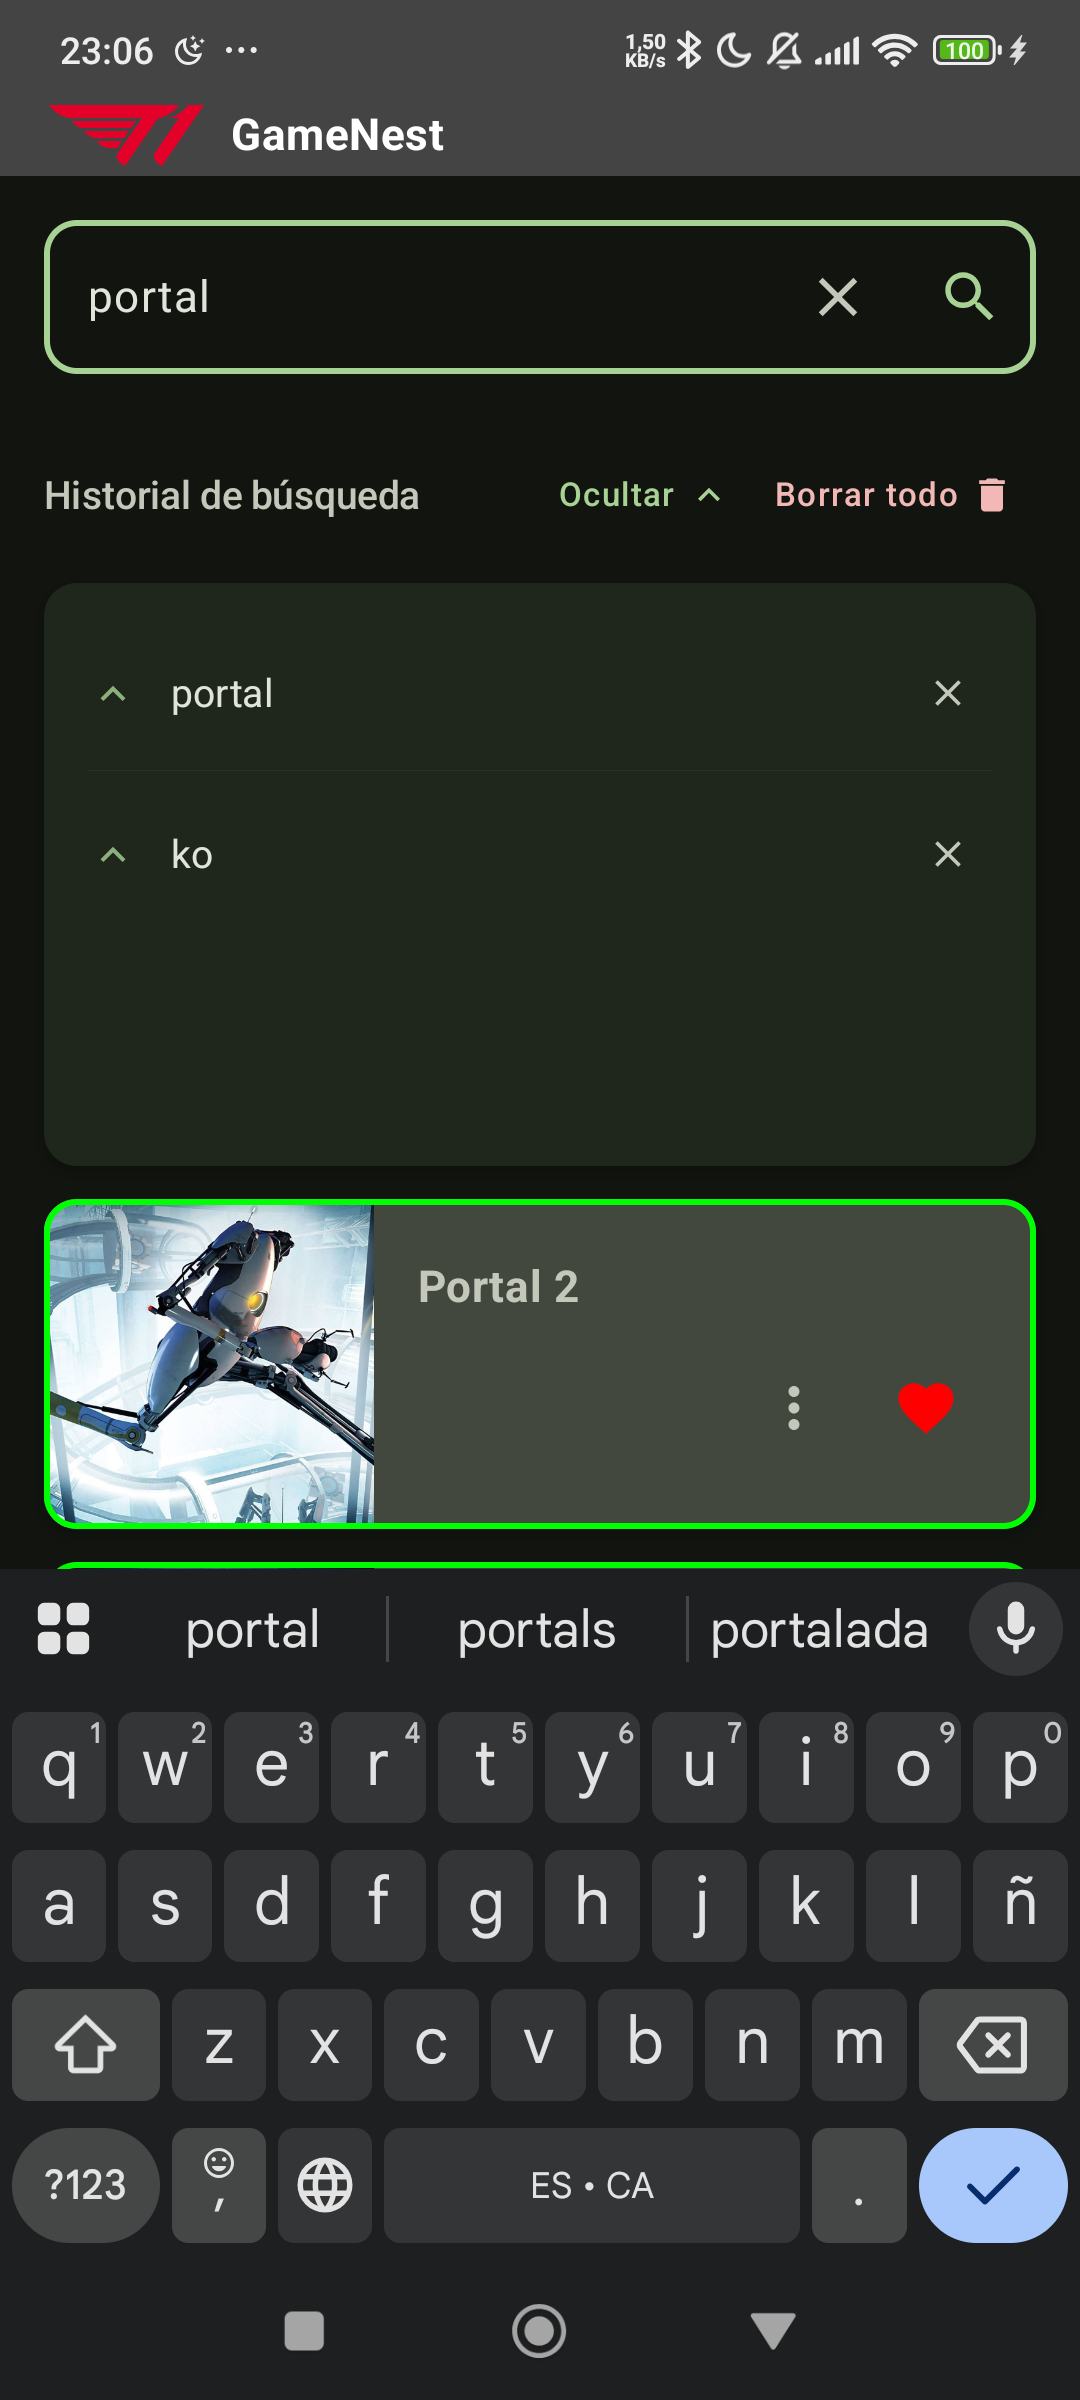 23:06 1,50 KB/s 100
GameNest
portal
Historial de búsqueda Ocultar Borrar todo
portal
ko
Portal 2
portal portals portalada
q1 w2 e3 r4 t5 y6 u7 i8 o9 p0
a s d f g h j k l ñ
z x c v b n m
?123 , ES • CA .